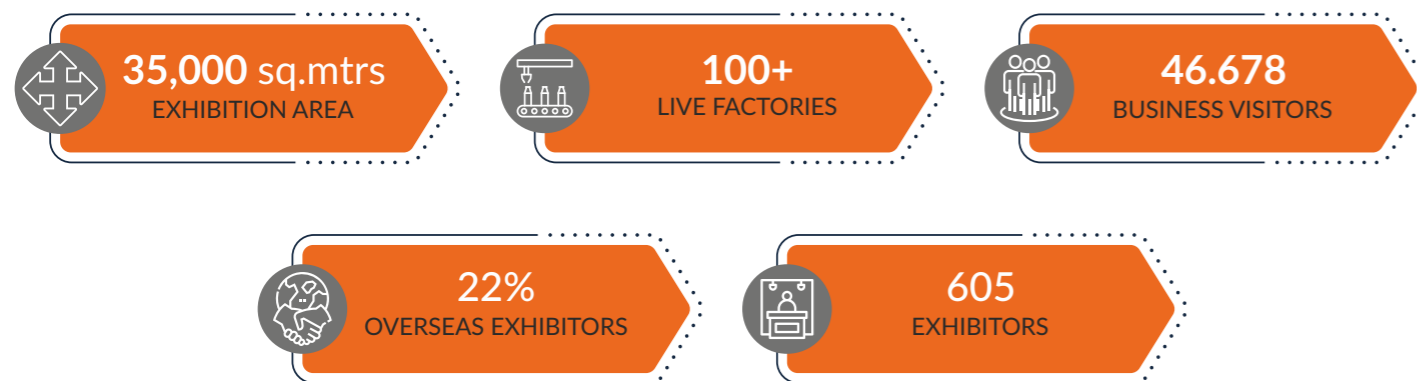 35,000 sq.mtrs
EXHIBITION AREA
100+
LIVE FACTORIES
46.678
BUSINESS VISITORS
22%
OVERSEAS EXHIBITORS
605
EXHIBITORS